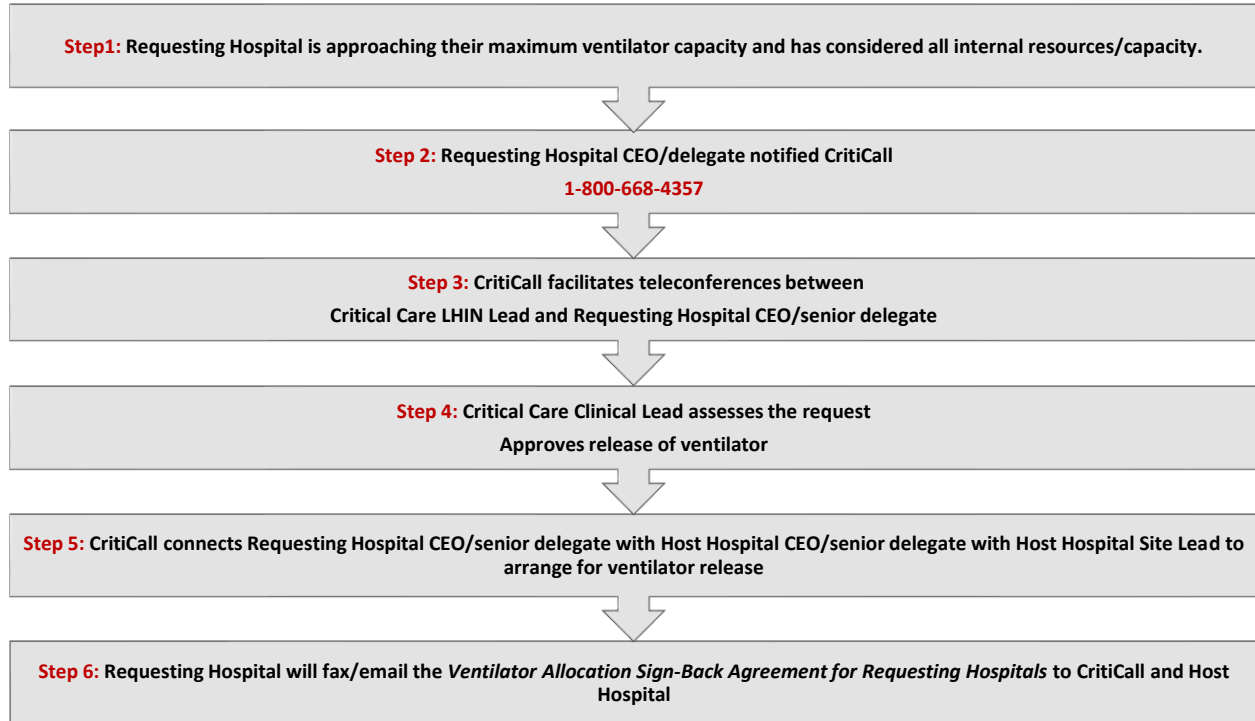 Step1: Requesting Hospital is approaching their maximum ventilator capacity and has considered all internal resources/capacity.
Step 2: Requesting Hospital CEO/delegate notified CritiCall
1-800-668-4357
Step 3: CritiCall facilitates teleconferences between
Critical Care LHIN Lead and Requesting Hospital CEO/senior delegate
Step 4: Critical Care Clinical Lead assesses the request
Approves release of ventilator
Step 5: CritiCall connects Requesting Hospital CEO/senior delegate with Host Hospital CEO/senior delegate with Host Hospital Site Lead to
arrange for ventilator release
Step 6: Requesting Hospital will fax/email the Ventilator Allocation Sign-Back Agreement for Requesting Hospitals to CritiCall and Host
Hospital